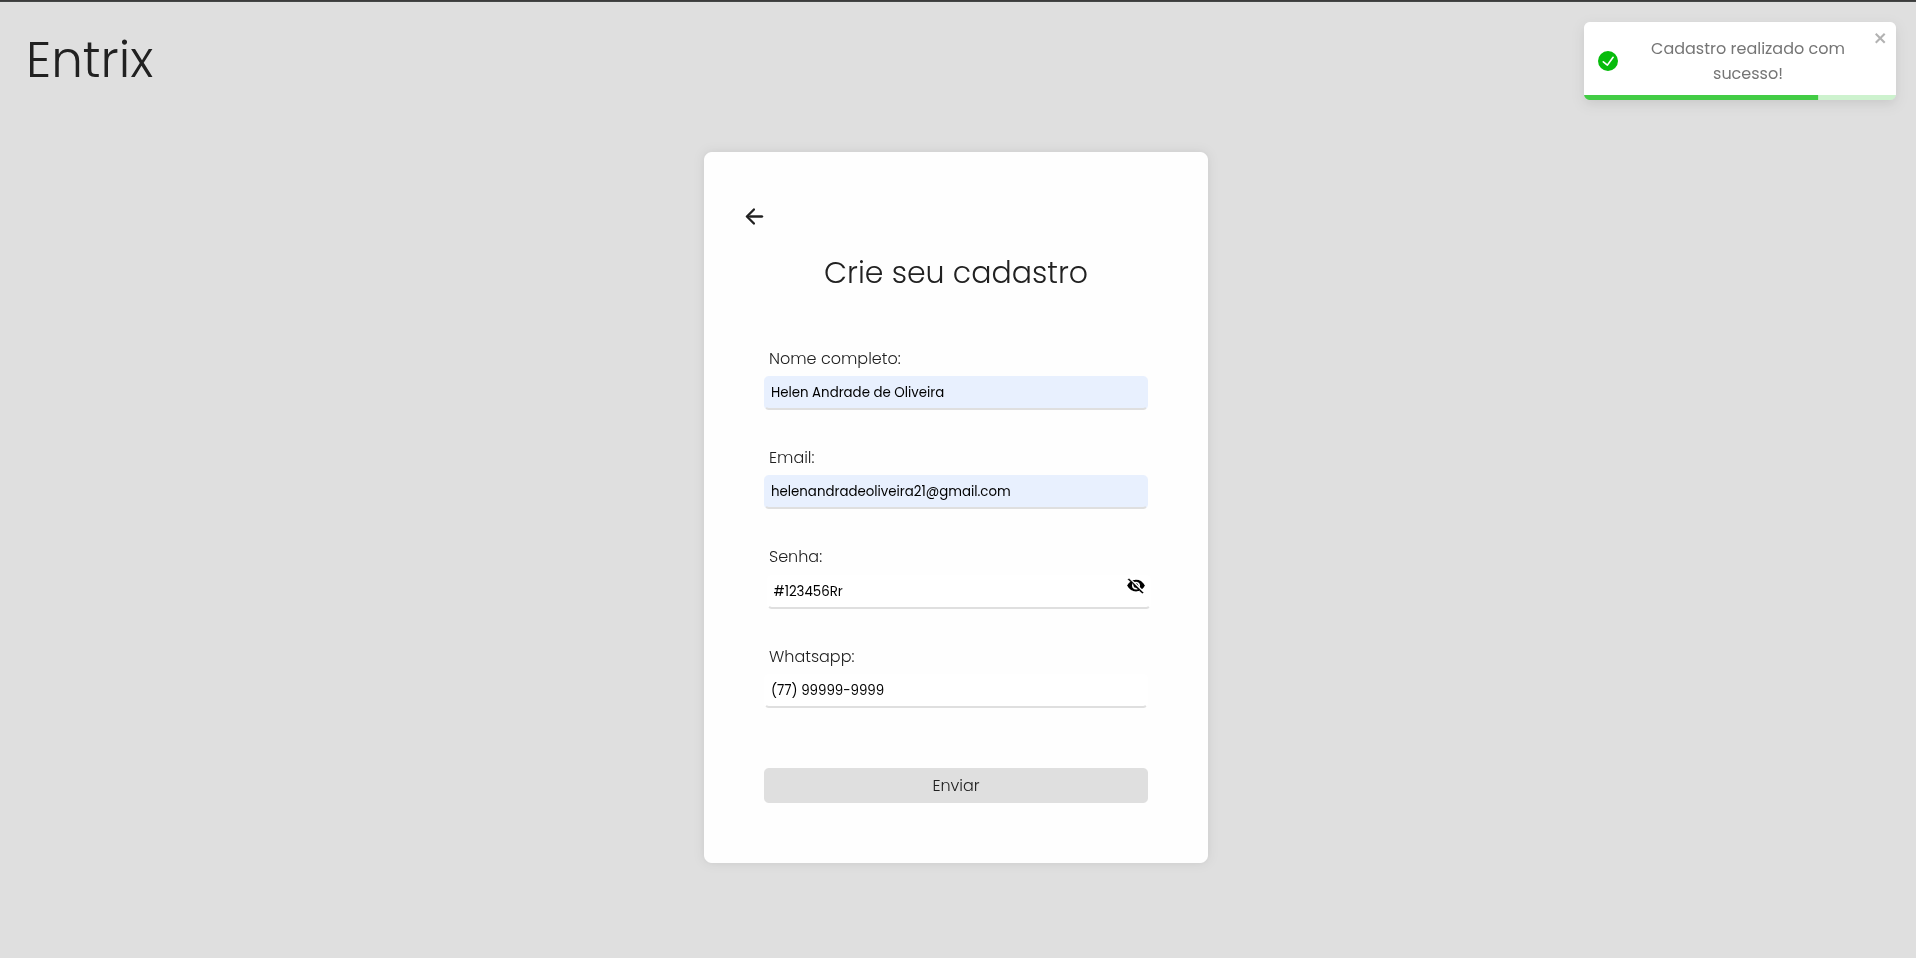 Entrix
Cadastro realizado com
sucesso!
Crie seu cadastro
Nome completo:
Helen Andrade de Oliveira
Email:
helenandradeoliveira21@gmail.com
Senha:
#123456Rr
Whatsapp:
(77) 99999-9999
Enviar